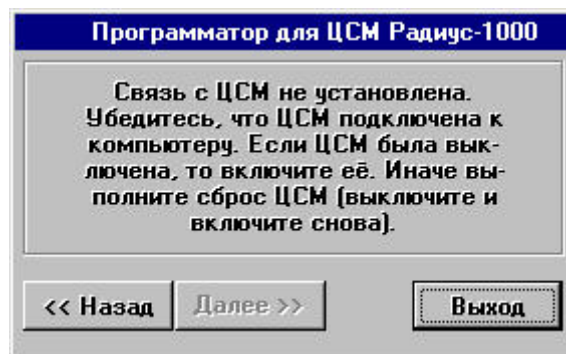 Программатор для ЦСМ Радиус-1000
Связь с ЦСМ не установлена.
Убедитесь, что ЦСМ подключена к
компьютеру. Если ЦСМ была вык-
лючена, то включите её. Иначе вы-
полните сброс ЦСМ (выключите и
включите снова).
<< Назад
Далее >>
Выход